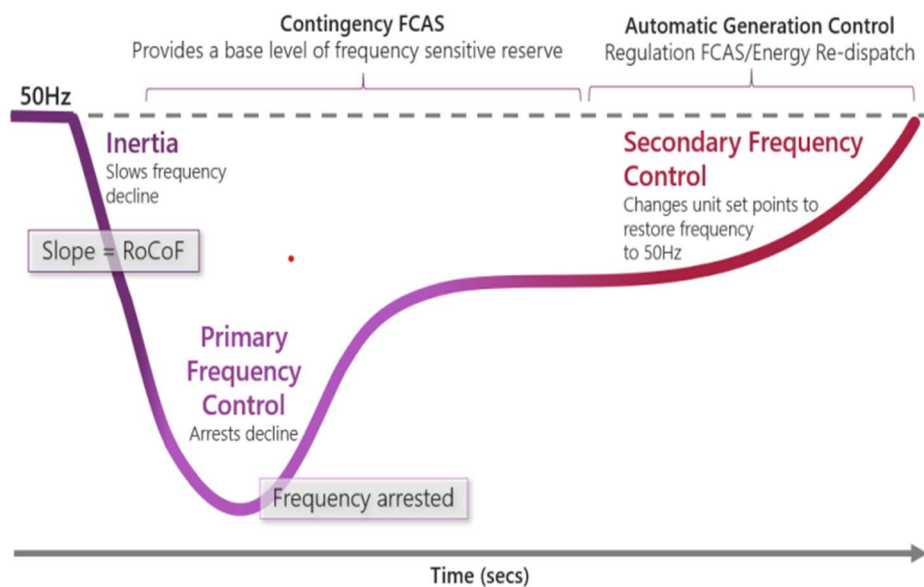 Contingency FCAS
Provides a base level of frequency sensitive reserve
Automatic Generation Control
Regulation FCAS/Energy Re-dispatch
50Hz
Inertia
Slows frequency
decline
Slope = RoCoF
Primary
Frequency
Control
Arrests decline
Frequency arrested
Secondary Frequency
Control
Changes unit set points to
restore frequency
to 50Hz
Time (secs)